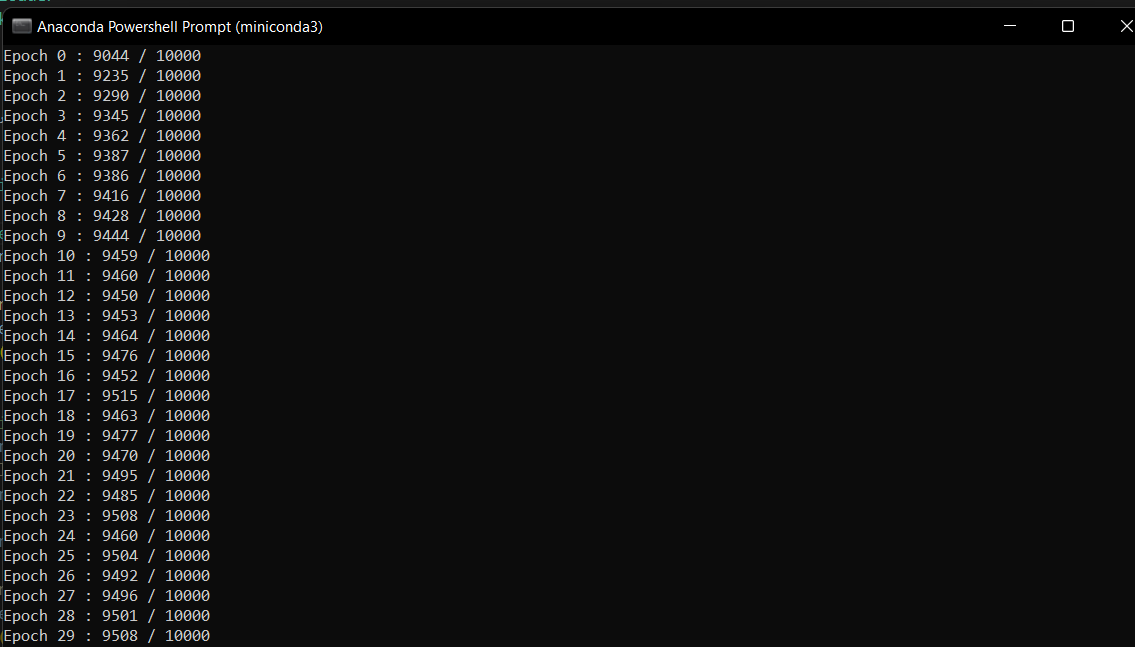 Anaconda Powershell Prompt (miniconda3)
Epoch 0 : 9044 / 10000
Epoch 1 : 9235 / 10000
Epoch 2 : 9290 / 10000
Epoch 3 : 9345 / 10000
Epoch 4 : 9362 / 10000
Epoch 5 : 9387 / 10000
Epoch 6 : 9386 / 10000
Epoch 7 : 9416 / 10000
Epoch 8 : 9428 / 10000
Epoch 9 : 9444 / 10000
Epoch 10 : 9459 / 10000
Epoch 11 : 9460 / 10000
Epoch 12 : 9450 / 10000
Epoch 13 : 9453 / 10000
Epoch 14 : 9464 / 10000
Epoch 15 : 9476 / 10000
Epoch 16 : 9452 / 10000
Epoch 17 : 9515 / 10000
Epoch 18 : 9463 / 10000
Epoch 19 : 9477 / 10000
Epoch 20 : 9470 / 10000
Epoch 21 : 9495 / 10000
Epoch 22 : 9485 / 10000
Epoch 23 : 9508 / 10000
Epoch 24 : 9460 / 10000
Epoch 25 : 9504 / 10000
Epoch 26 : 9492 / 10000
Epoch 27 : 9496 / 10000
Epoch 28 : 9501 / 10000
Epoch 29 : 9508 / 10000